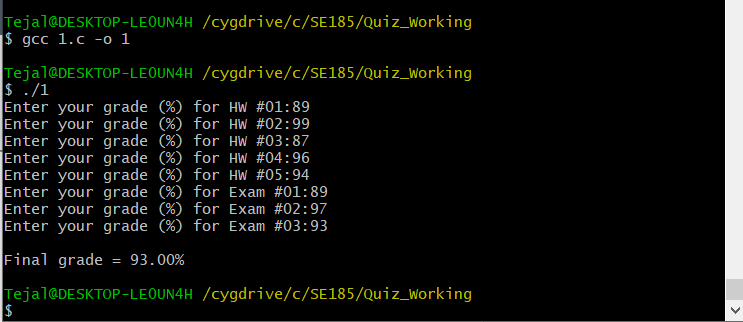 Tejal@DESKTOP-LE0UN4H /cygdrive/c/SE185/Quiz_Working
$ gcc 1.c -o 1
Tejal@DESKTOP-LE0UN4H /cygdrive/c/SE185/Quiz_Working
$ ./1
Enter your grade (%) for HW #01:89
Enter your grade (%) for HW #02:99
Enter your grade (%) for HW #03:87
Enter your grade (%) for HW #04:96
Enter your grade (%) for HW #05:94
Enter your grade (%) for Exam #01:89
Enter your grade (%) for Exam #02:97
Enter your grade (%) for Exam #03:93
Final grade = 93.00%
Tejal@DESKTOP-LE0UN4H /cygdrive/c/SE185/Quiz_Working
$